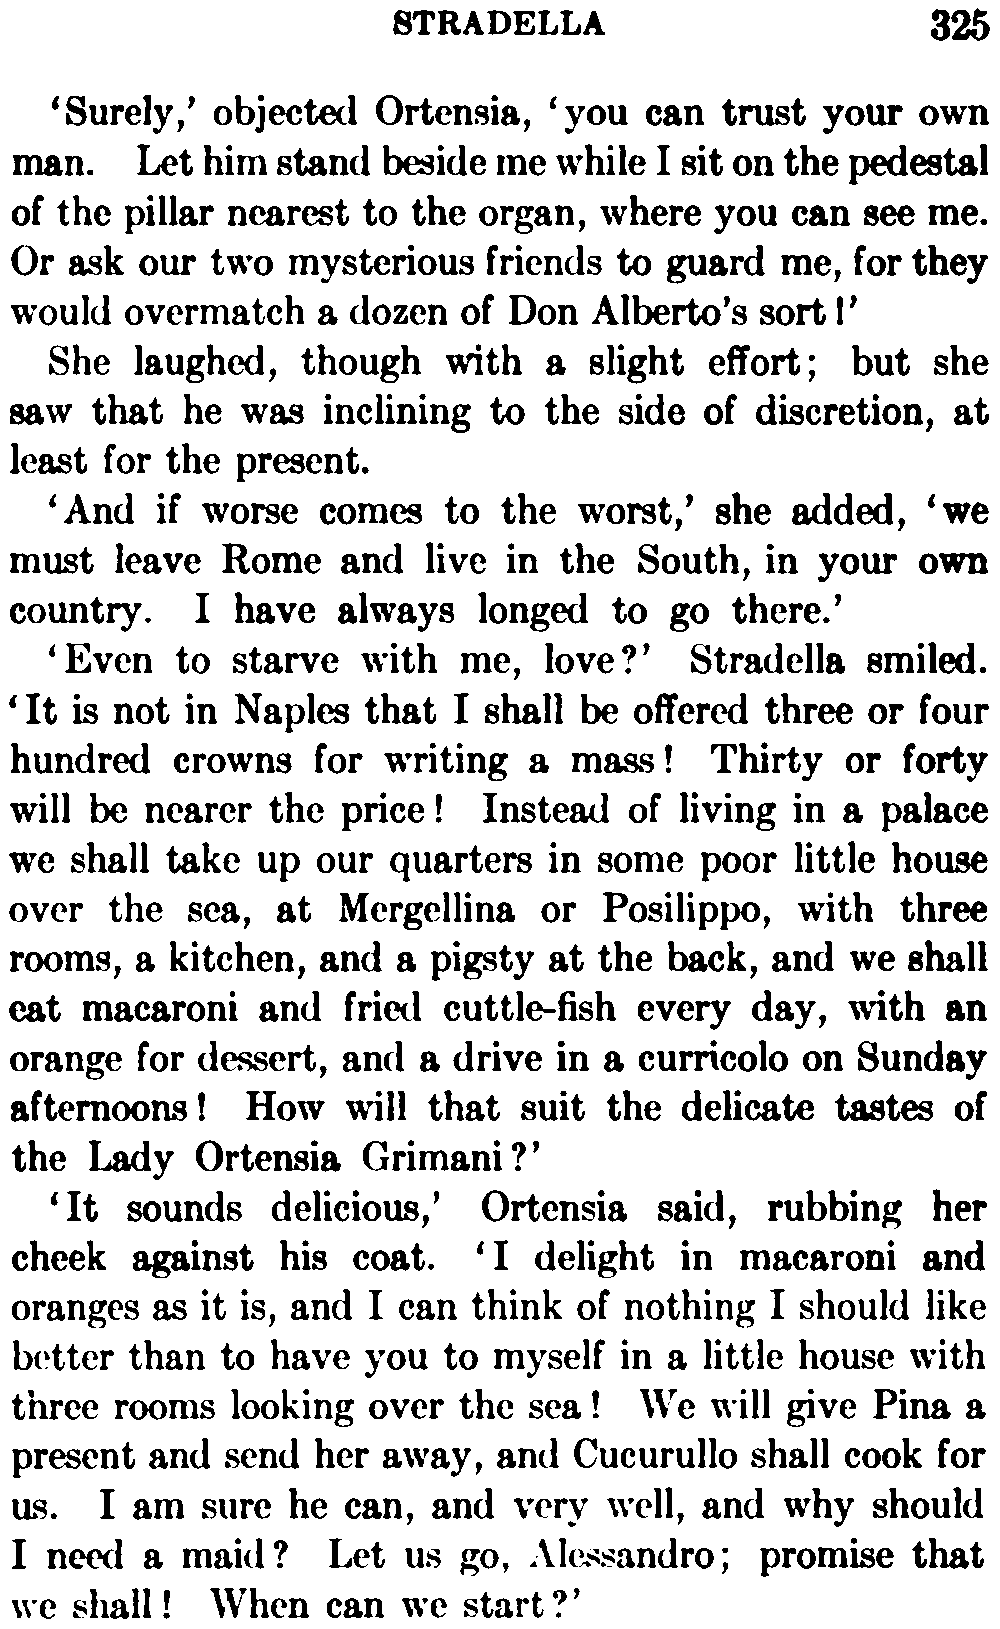 STRADELLA 325
‘Surely,’ objected Ortensia, ‘you can trust your own
man. Let him stand beside me while I sit on the pedestal
of the pillar nearest to the organ, where you can see me.
Or ask our two mysterious friends to guard me, for they
would overmatch a dozen of Don Alberto's sort!’
She laughed, though with a slight effort; but she
saw that he was inclining to the side of discretion, at
least for the present.
‘And if worse comes to the worst,’ she added, ‘we
must leave Rome and live in the South, in your own
country. I have always longed to go there.’
‘Even to starve with me, love?’ Stradella smiled.
‘It is not in Naples that I shall be offered three or four
hundred crowns for writing a mass! Thirty or forty
will be nearer the price! Instead of living in a palace
we shall take up our quarters in some poor little house
over the sea, at Mergellina or Posilippo, with three
rooms, a kitchen, and a pigsty at the back, and we shall
eat macaroni and fried cuttle-fish every day, with an
orange for dessert, and a drive in a curricolo on Sunday
afternoons! How will that suit the delicate tastes of
the Lady Ortensia Grimani?’
‘It sounds delicious,’ Ortensia said, rubbing her
cheek against his coat. ‘I delight in macaroni and
oranges as it is, and I can think of nothing I should like
better than to have you to myself in a little house with
three rooms looking over the sea! We will give Pina a
present and send her away, and Cucurullo shall cook for
us. I am sure he can, and very well, and why should
I need a maid? Let us go, Alessandro; promise that
we shall! When can we start?’